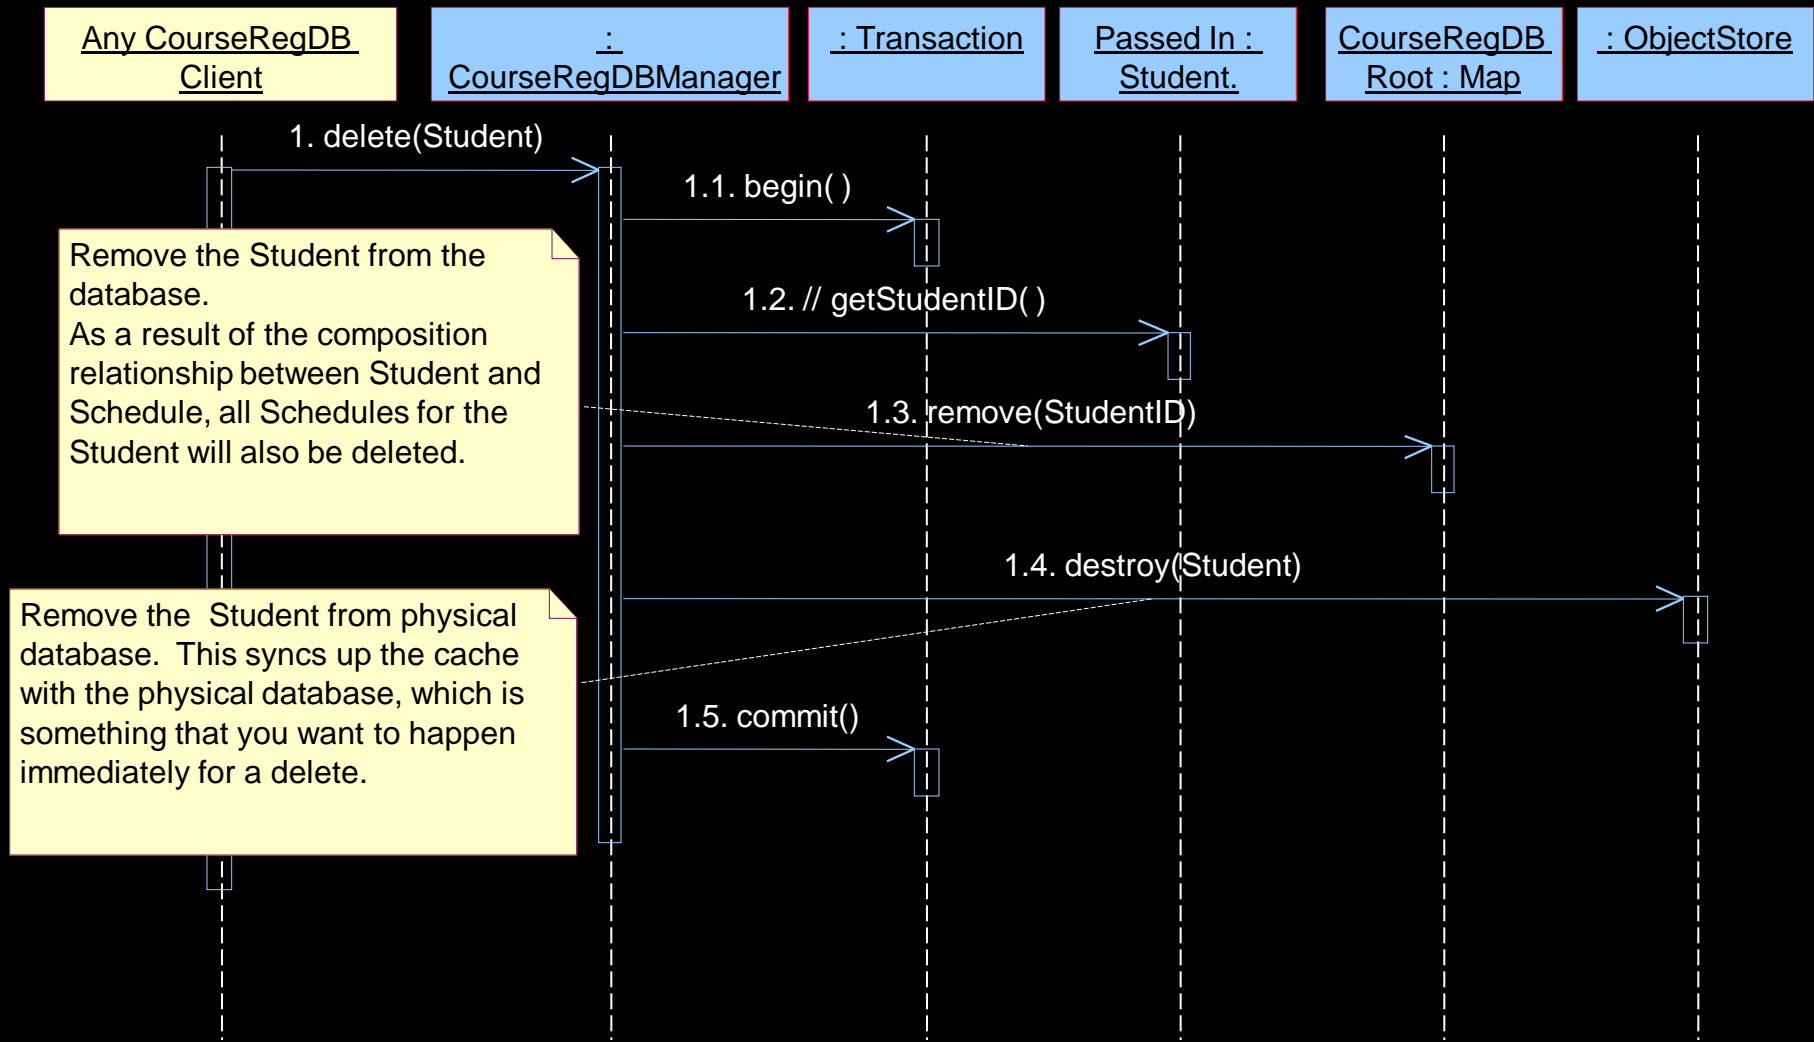 Any CourseRegDB
Client
:
CourseRegDBManager
: Transaction
Passed In :
Student.
CourseRegDB
Root : Map
: ObjectStore
1. delete(Student)
1.1. begin( )
Remove the Student from the
database.
As a result of the composition
relationship between Student and
Schedule, all Schedules for the
Student will also be deleted.
1.2. // getStudentID( )
1.3. remove(StudentID)
1.4. destroy(Student)
Remove the  Student from physical
database.  This syncs up the cache
with the physical database, which is
something that you want to happen
immediately for a delete.
1.5. commit()